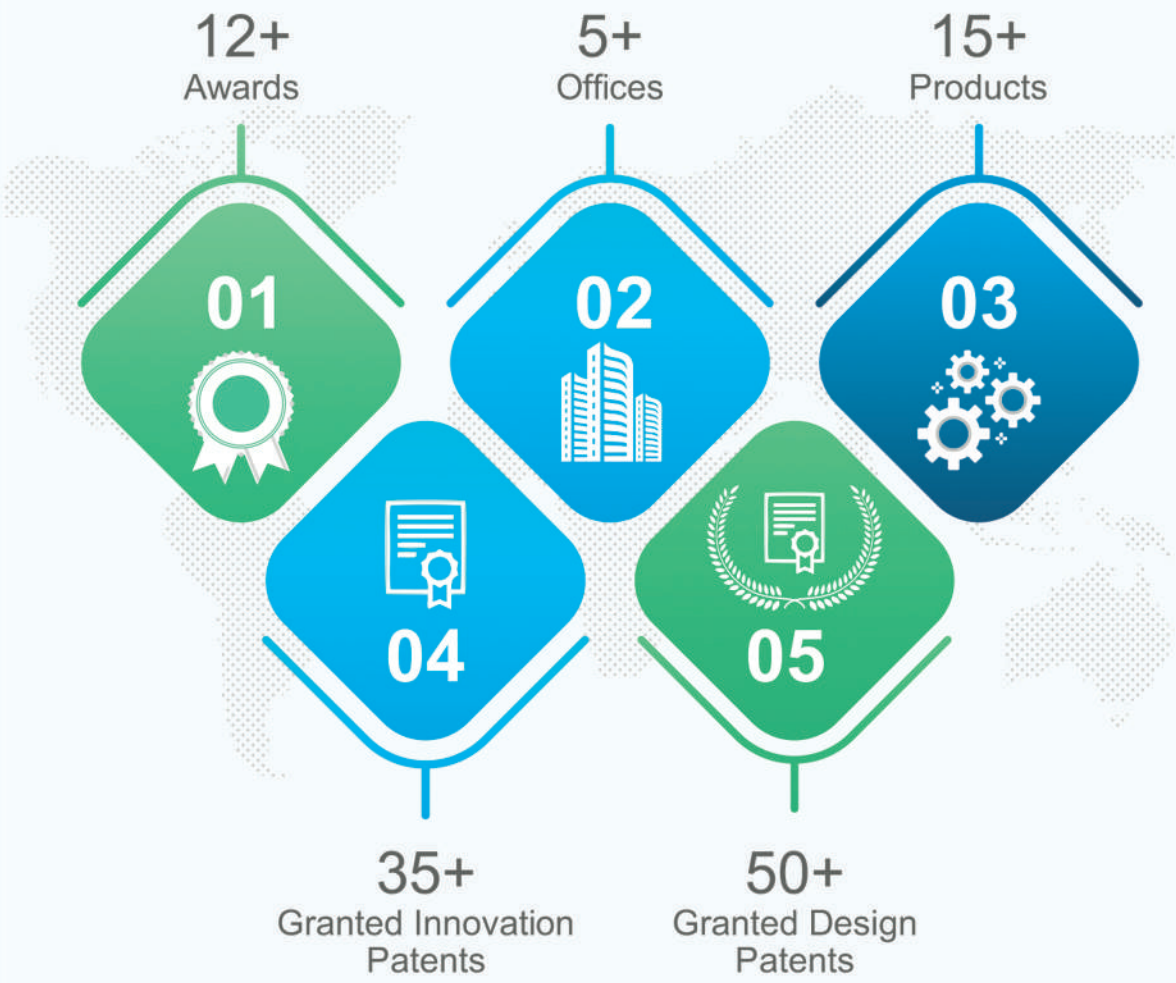 12+
Awards
5+
Offices
15+
Products
01
02
03
04
05
35+
Granted Innovation
Patents
50+
Granted Design
Patents